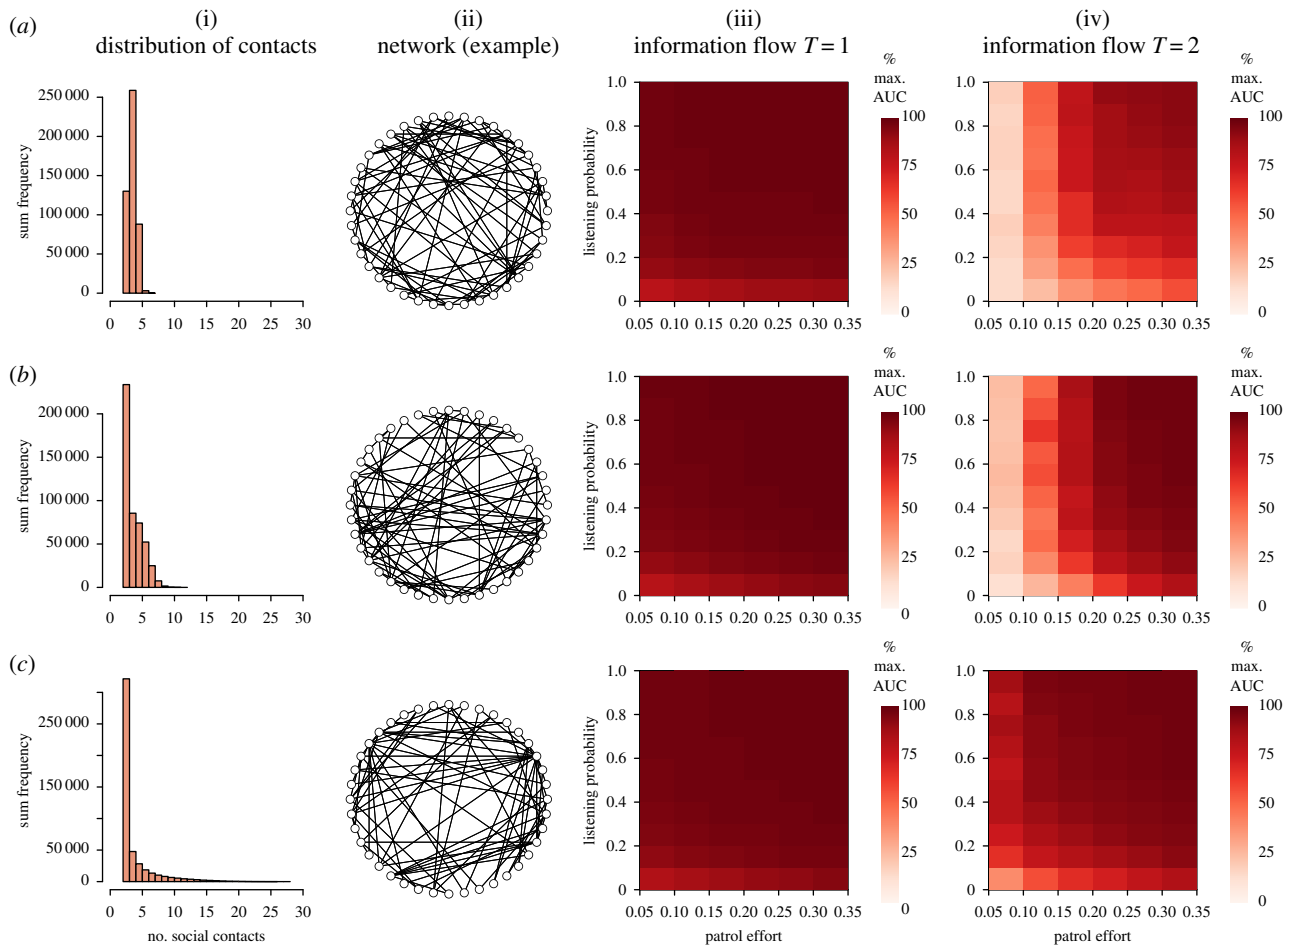 (i) (ii) (iii) (iv)
(a) distribution of contacts network (example) information flow T = 1 information flow T = 2
sum frequency
250 000
200 000
150 000
100 000
50 000
0
0 5 10 15 20 25 30
listening probability
1.0
0.8
0.6
0.4
0.2
0
0.05 0.10 0.15 0.20 0.25 0.30 0.35
%
max.
AUC
100
75
50
25
0
1.0
0.8
0.6
0.4
0.2
0
0.05 0.10 0.15 0.20 0.25 0.30 0.35
%
max.
AUC
100
75
50
25
0
(b)
sum frequency
200 000
150 000
100 000
50 000
0
0 5 10 15 20 25 30
listening probability
1.0
0.8
0.6
0.4
0.2
0
0.05 0.10 0.15 0.20 0.25 0.30 0.35
%
max.
AUC
100
75
50
25
0
1.0
0.8
0.6
0.4
0.2
0
0.05 0.10 0.15 0.20 0.25 0.30 0.35
%
max.
AUC
100
75
50
25
0
(c)
sum frequency
250 000
150 000
50 000
0
0 5 10 15 20 25 30
no. social contacts
listening probability
1.0
0.8
0.6
0.4
0.2
0
0.05 0.10 0.15 0.20 0.25 0.30 0.35
patrol effort
%
max.
AUC
100
75
50
25
0
1.0
0.8
0.6
0.4
0.2
0
0.05 0.10 0.15 0.20 0.25 0.30 0.35
patrol effort
%
max.
AUC
100
75
50
25
0